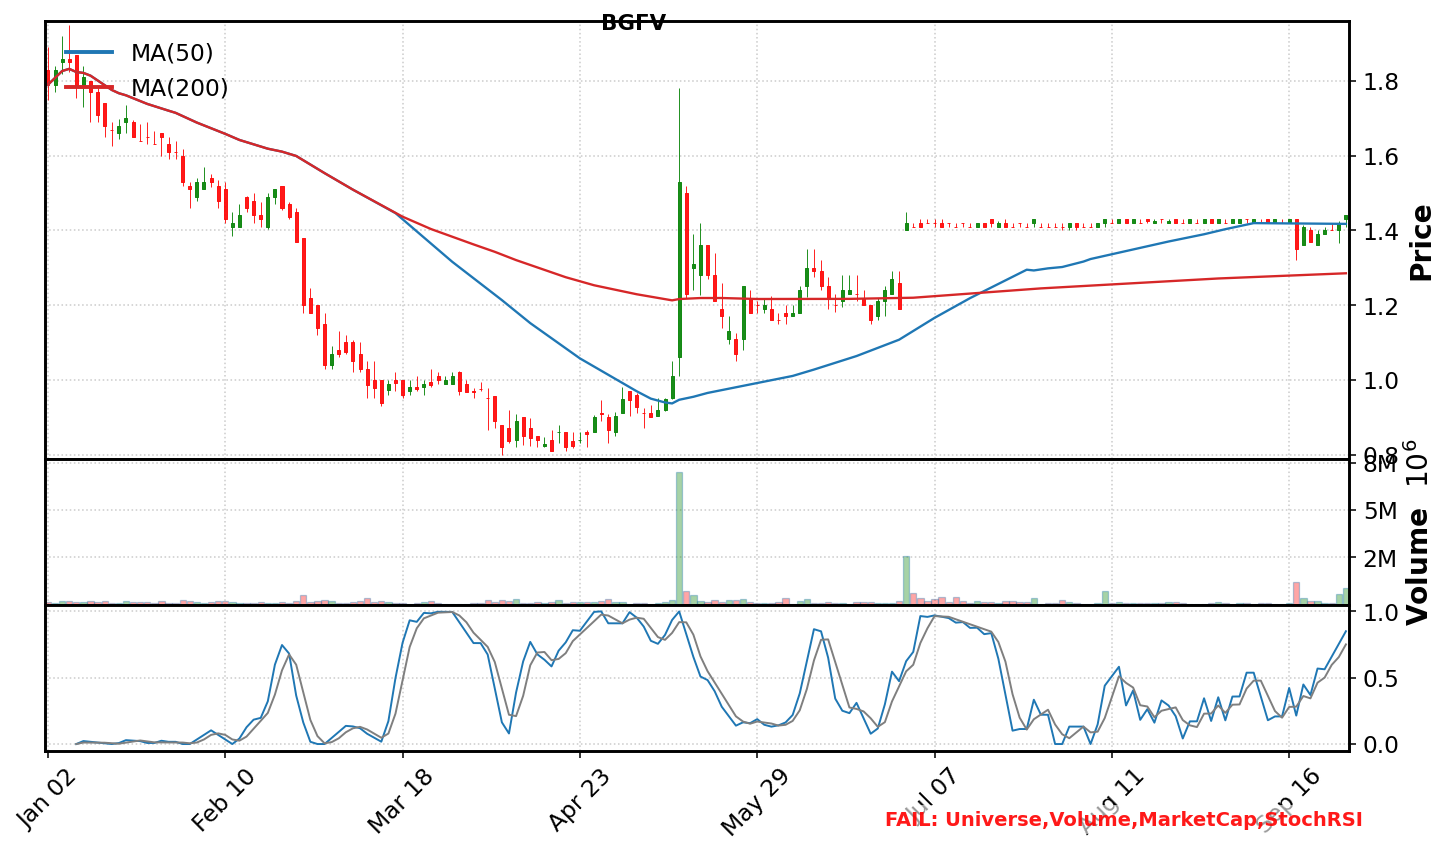 BGFV
MA(50)
MA(200)
1.8
1.6
1.4
1.2
1.0
0.8
Price
8M
5M
2M
Volume 10^6
1.0
0.5
0.0
Jan 02
Feb 10
Mar 18
Apr 23
May 29
Jul 07
Aug 11
Sep 16
FAIL: Universe,Volume,MarketCap,StochRSI